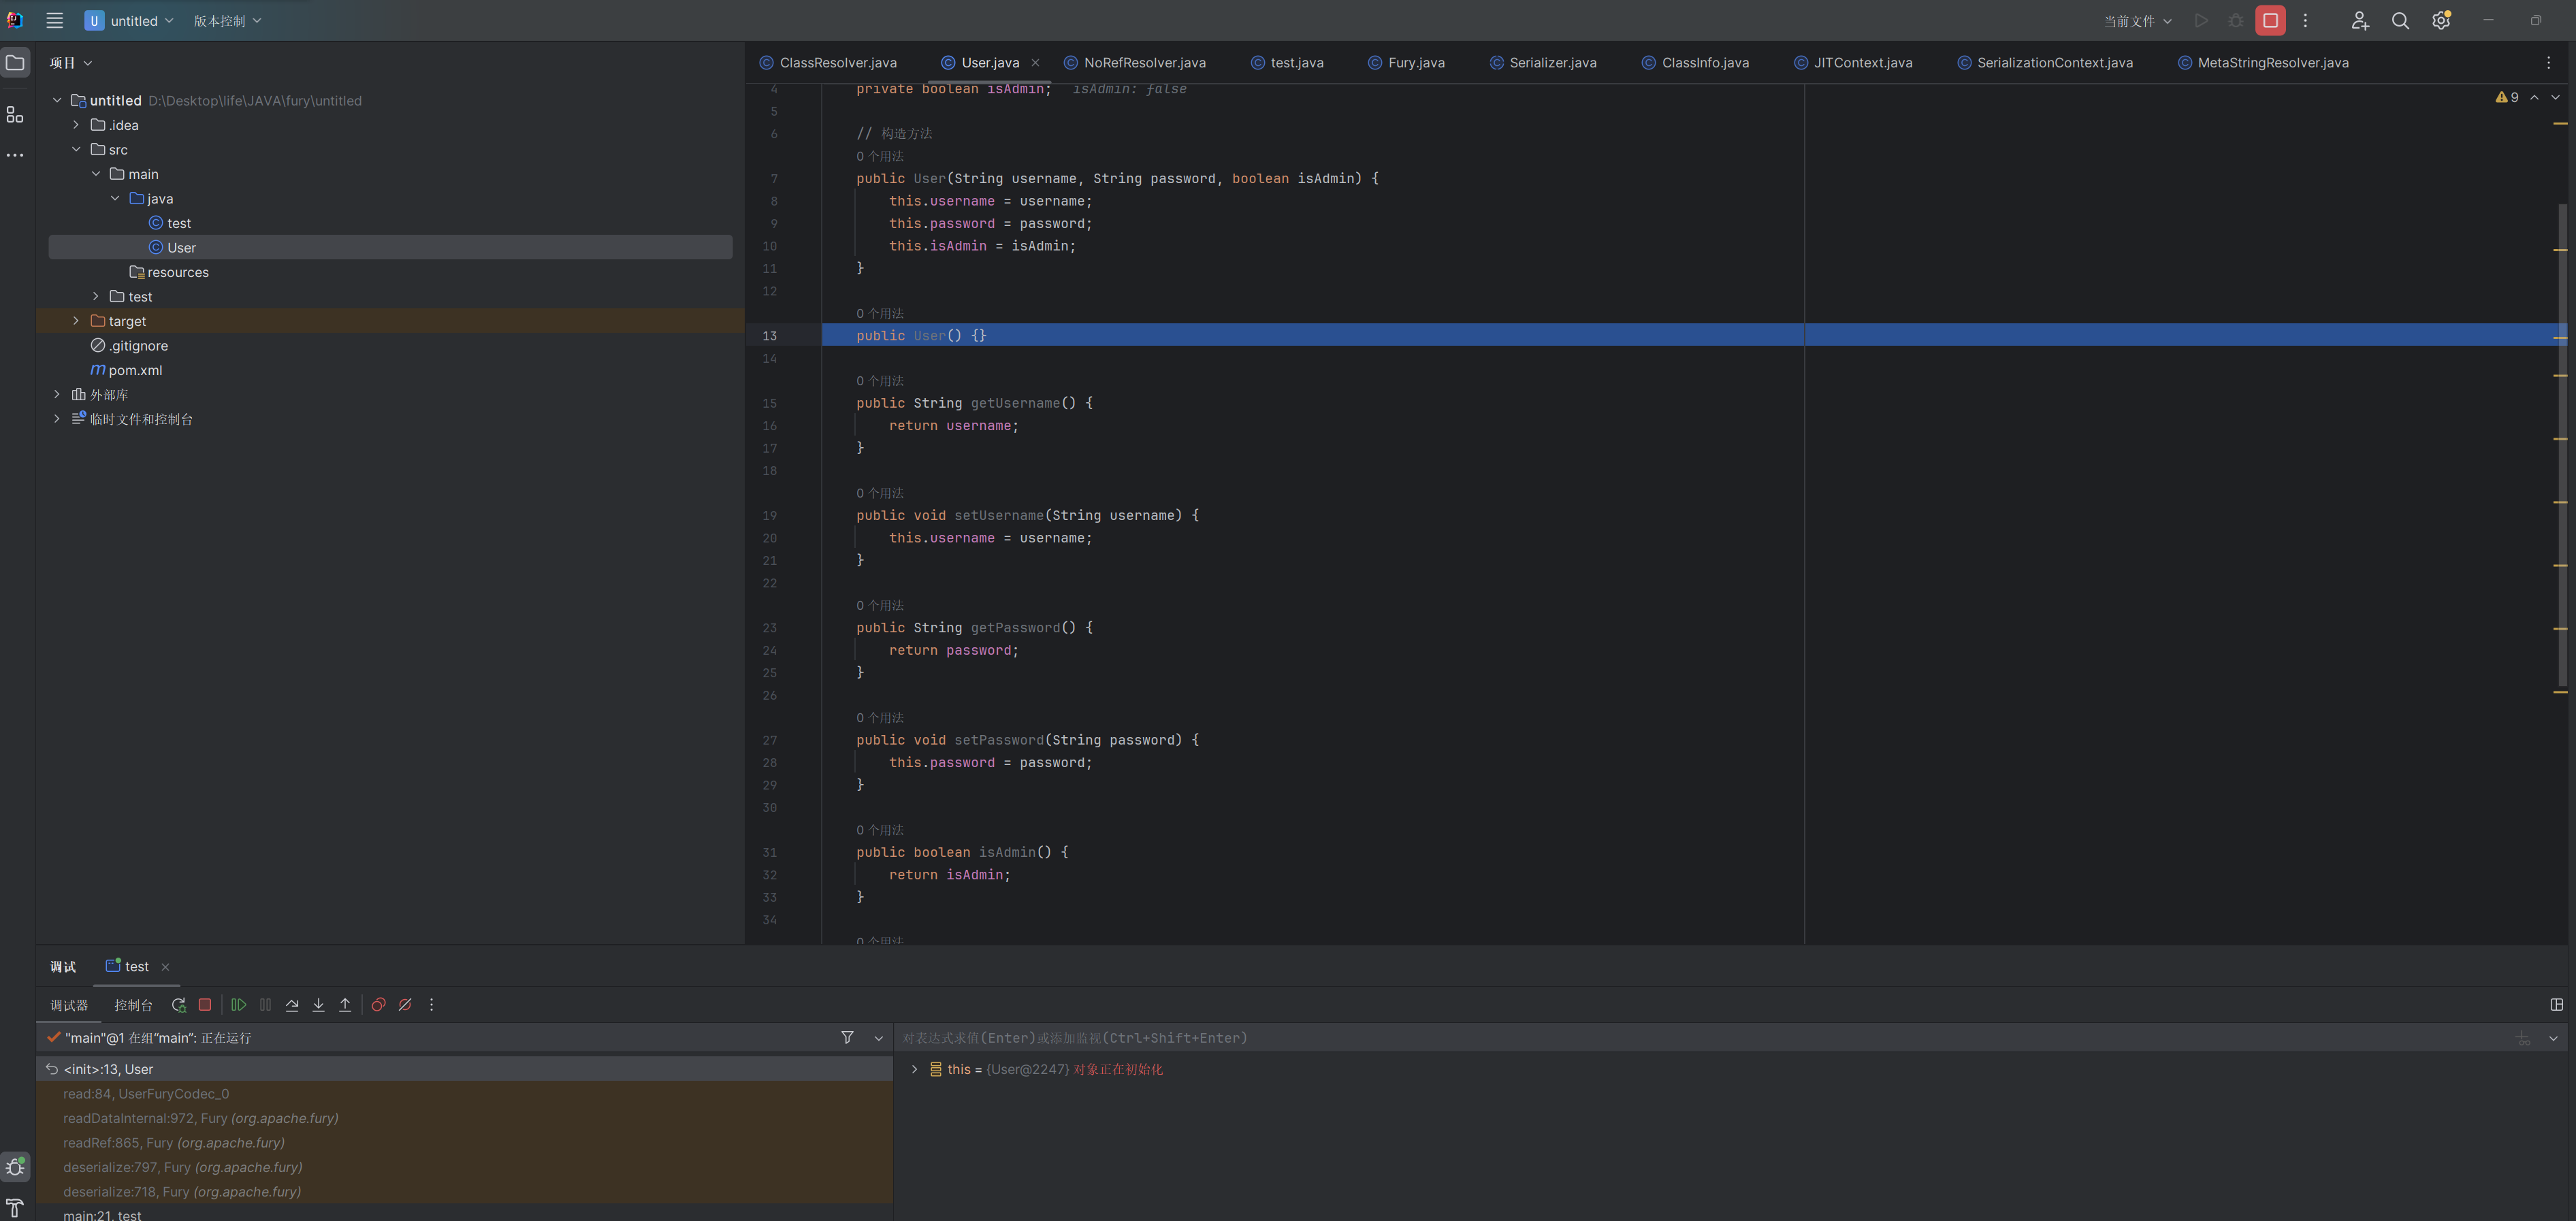 U untitled 版本控制 当前文件
项目
untitled D:\Desktop\life\JAVA\fury\untitled
.idea
src
main
java
test
User
resources
test
target
.gitignore
pom.xml
外部库
临时文件和控制台
ClassResolver.java User.java NoRefResolver.java test.java Fury.java Serializer.java ClassInfo.java JITContext.java SerializationContext.java MetaStringResolver.java
9
4 private boolean isAdmin; isAdmin: false
5
6 // 构造方法
0 个用法
7 public User(String username, String password, boolean isAdmin) {
8 this.username = username;
9 this.password = password;
10 this.isAdmin = isAdmin;
11 }
12
0 个用法
13 public User() {}
14
0 个用法
15 public String getUsername() {
16 return username;
17 }
18
0 个用法
19 public void setUsername(String username) {
20 this.username = username;
21 }
22
0 个用法
23 public String getPassword() {
24 return password;
25 }
26
0 个用法
27 public void setPassword(String password) {
28 this.password = password;
29 }
30
0 个用法
31 public boolean isAdmin() {
32 return isAdmin;
33 }
34
0 个用法
调试 test
调试器 控制台
"main"@1 在组"main": 正在运行
<init>:13, User
read:84, UserFuryCodec_0
readDataInternal:972, Fury (org.apache.fury)
readRef:865, Fury (org.apache.fury)
deserialize:797, Fury (org.apache.fury)
deserialize:718, Fury (org.apache.fury)
main:21, test
对表达式求值(Enter)或添加监视(Ctrl+Shift+Enter)
this = {User@2247} 对象正在初始化